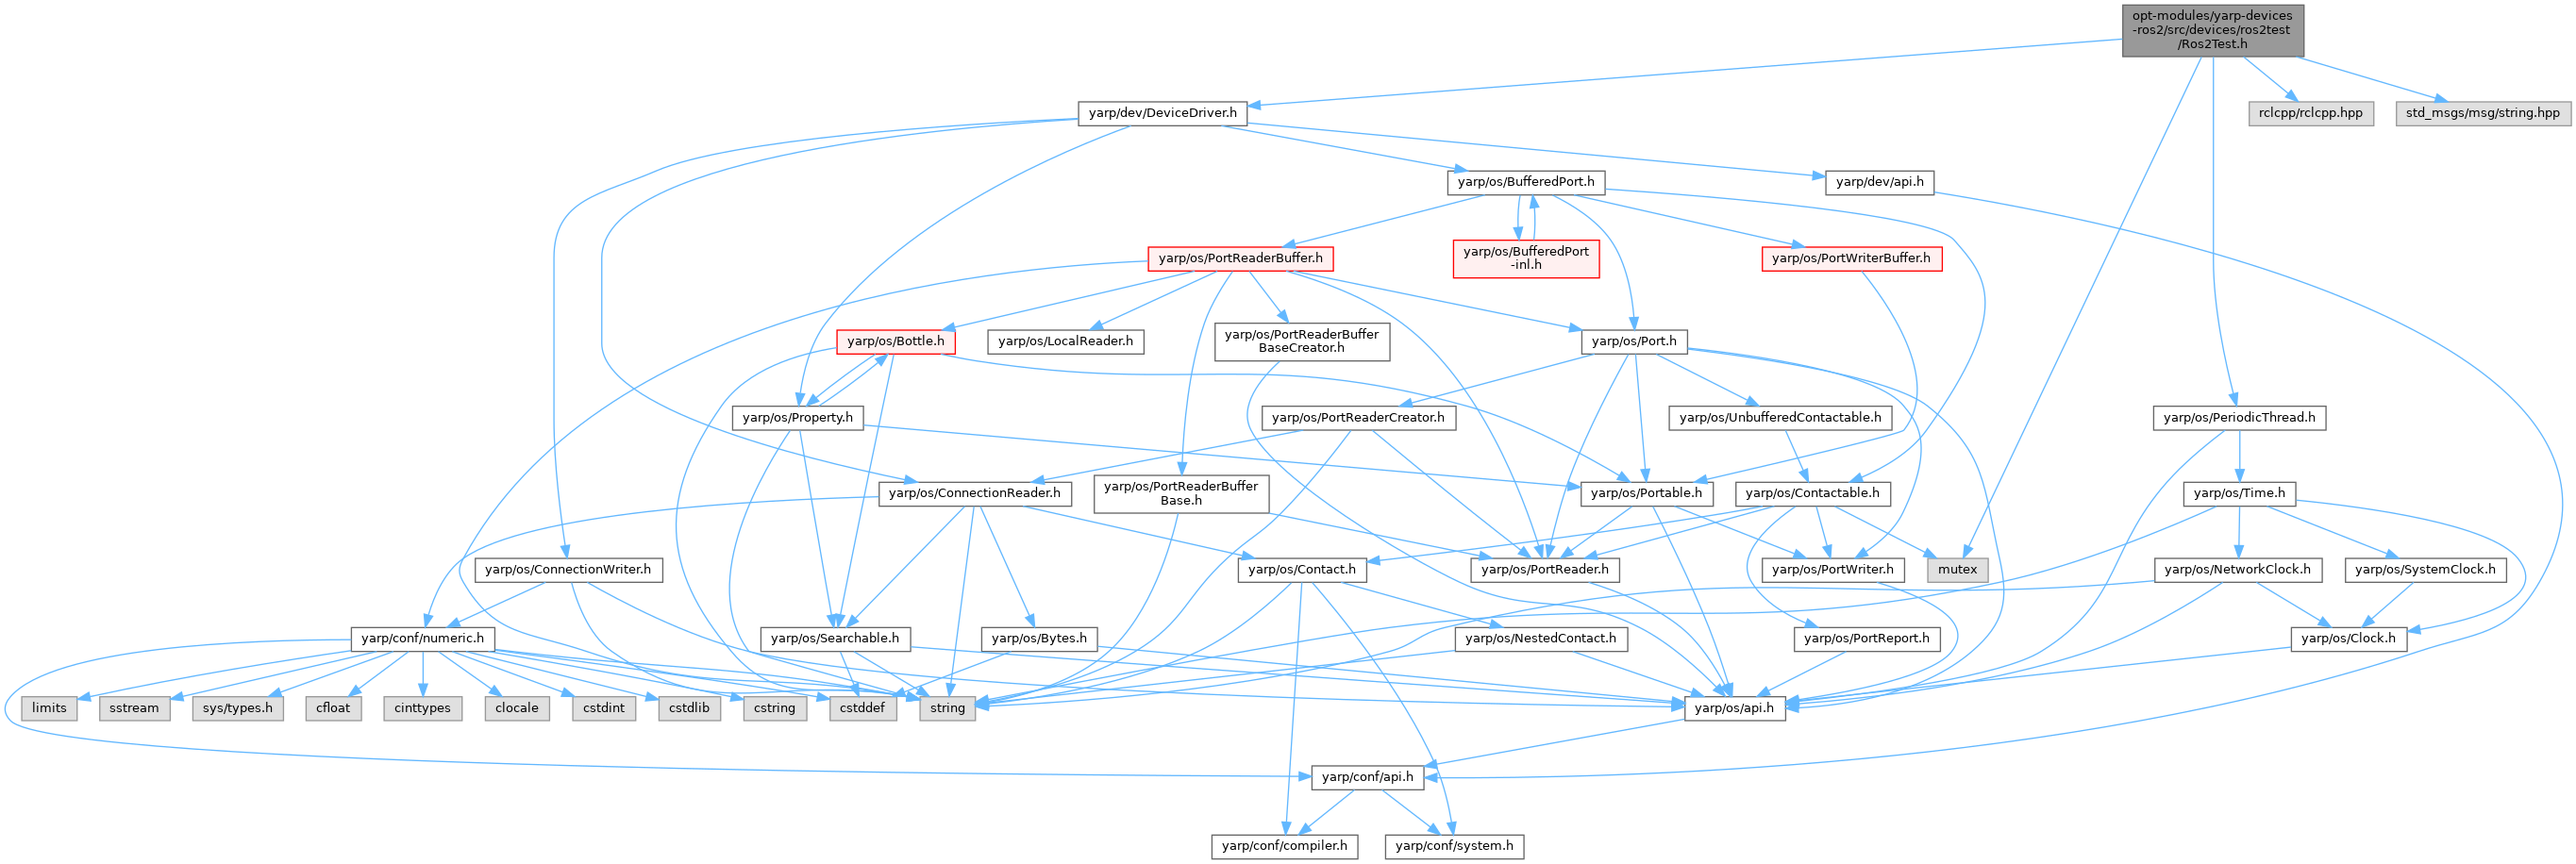 opt-modules/yarp-devices
-ros2/src/devices/ros2test
/Ros2Test.h
yarp/dev/DeviceDriver.h
rclcpp/rclcpp.hpp
std_msgs/msg/string.hpp
yarp/os/BufferedPort.h
yarp/dev/api.h
yarp/os/PortReaderBuffer.h
yarp/os/BufferedPort
-inl.h
yarp/os/PortWriterBuffer.h
yarp/os/Bottle.h
yarp/os/LocalReader.h
yarp/os/PortReaderBuffer
BaseCreator.h
yarp/os/Port.h
yarp/os/Property.h
yarp/os/PortReaderCreator.h
yarp/os/UnbufferedContactable.h
yarp/os/PeriodicThread.h
yarp/os/ConnectionReader.h
yarp/os/PortReaderBuffer
Base.h
yarp/os/Portable.h
yarp/os/Contactable.h
yarp/os/Time.h
yarp/os/ConnectionWriter.h
yarp/os/Contact.h
yarp/os/PortReader.h
yarp/os/PortWriter.h
mutex
yarp/os/NetworkClock.h
yarp/os/SystemClock.h
yarp/conf/numeric.h
yarp/os/Searchable.h
yarp/os/Bytes.h
yarp/os/NestedContact.h
yarp/os/PortReport.h
yarp/os/Clock.h
limits
sstream
sys/types.h
cfloat
cinttypes
clocale
cstdint
cstdlib
cstring
cstddef
string
yarp/os/api.h
yarp/conf/api.h
yarp/conf/compiler.h
yarp/conf/system.h